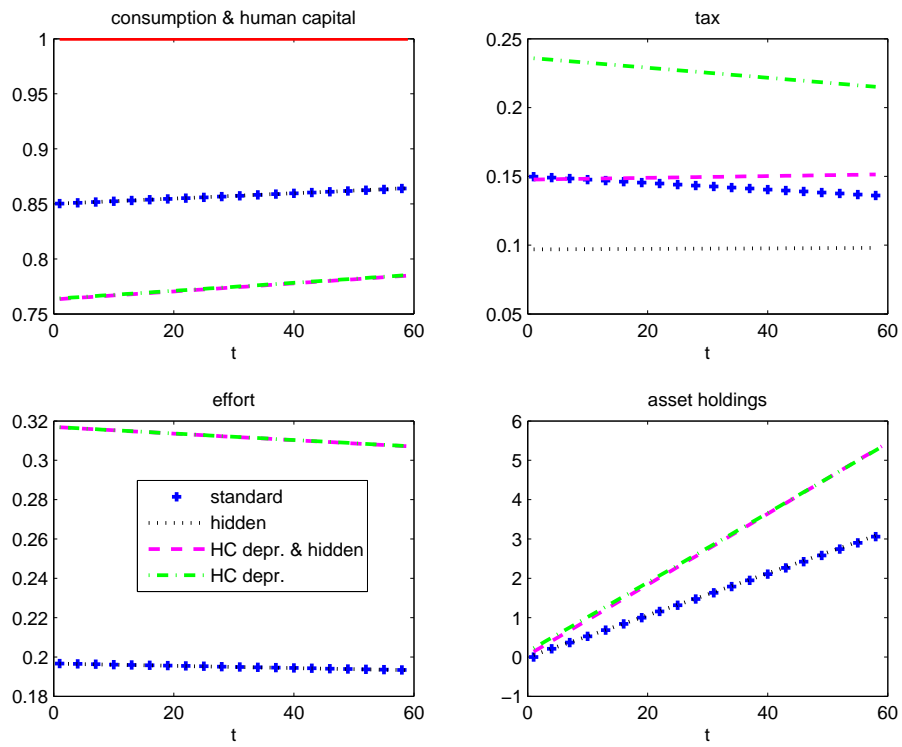 consumption & human capital
1
0.95
0.9
0.85
0.8
0.75
0 20 40 60
t
tax
0.25
0.2
0.15
0.1
0.05
0 20 40 60
t
effort
0.32
0.3
0.28
0.26
0.24
0.22
0.2
0.18
0 20 40 60
t
standard
hidden
HC depr. & hidden
HC depr.
asset holdings
6
5
4
3
2
1
0
−1
0 20 40 60
t